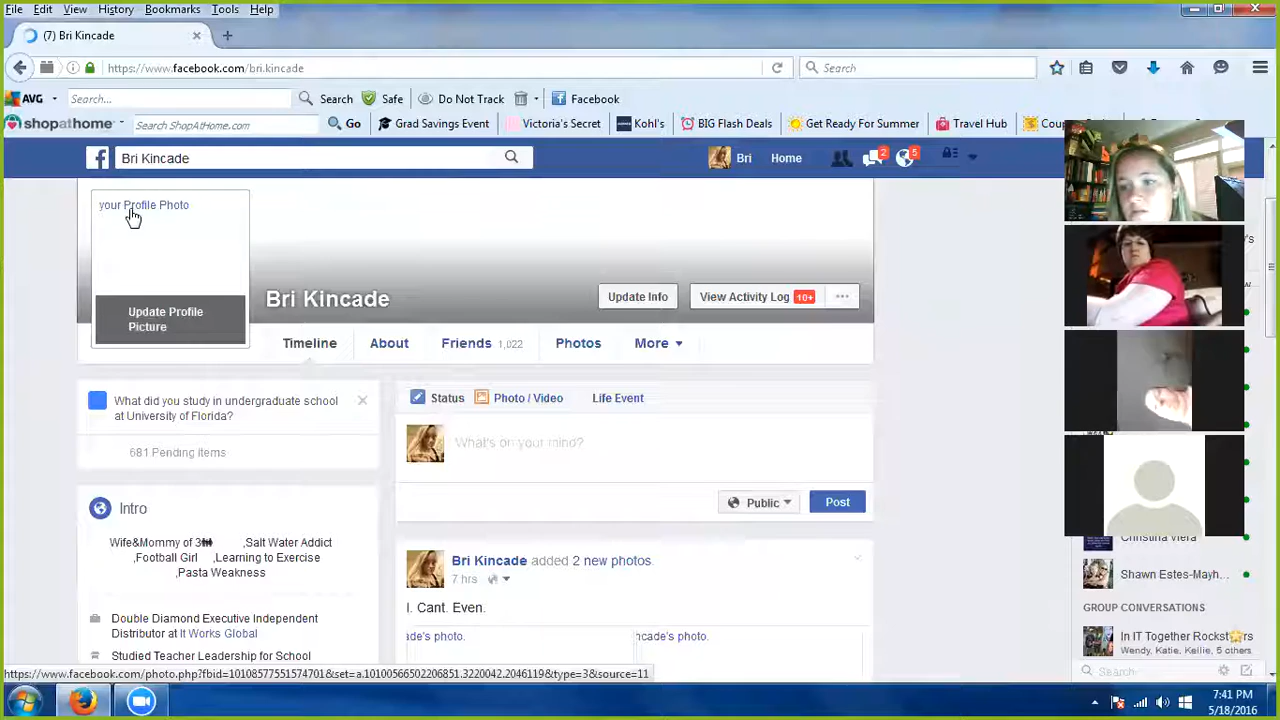 File Edit View History Bookmarks Tools Help
(7) Bri Kincade
https://www.facebook.com/bri.kincade
Search
AVG Search... Search Safe Do Not Track Facebook
shopathome Search ShopAtHome.com Go Grad Savings Event Victoria's Secret Kohl's BIG Flash Deals Get Ready For Summer Travel Hub
Bri Kincade
Bri Home 2 5
your Profile Photo
Update Profile
Picture
Bri Kincade
Update Info
View Activity Log 10+
Timeline About Friends 1,022 Photos More
What did you study in undergraduate school
at University of Florida?
681 Pending items
Intro
Wife&Mommy of 3 ,Salt Water Addict
,Football Girl ,Learning to Exercise
,Pasta Weakness
Double Diamond Executive Independent
Distributor at It Works Global
Studied Teacher Leadership for School
Status Photo / Video Life Event
What's on your mind?
Public Post
Bri Kincade added 2 new photos.
7 hrs
I. Cant. Even.
ade's photo. ncade's photo.
Christina Viera
Shawn Estes-Mayh...
GROUP CONVERSATIONS
In IT Together Rockst
Wendy, Katie, Kellie, 5 others
Search...
https://www.facebook.com/photo.php?fbid=10108577551574701&set=a.10100566502206851.3220042.2046119&type=3&source=11
7:41 PM
5/18/2016